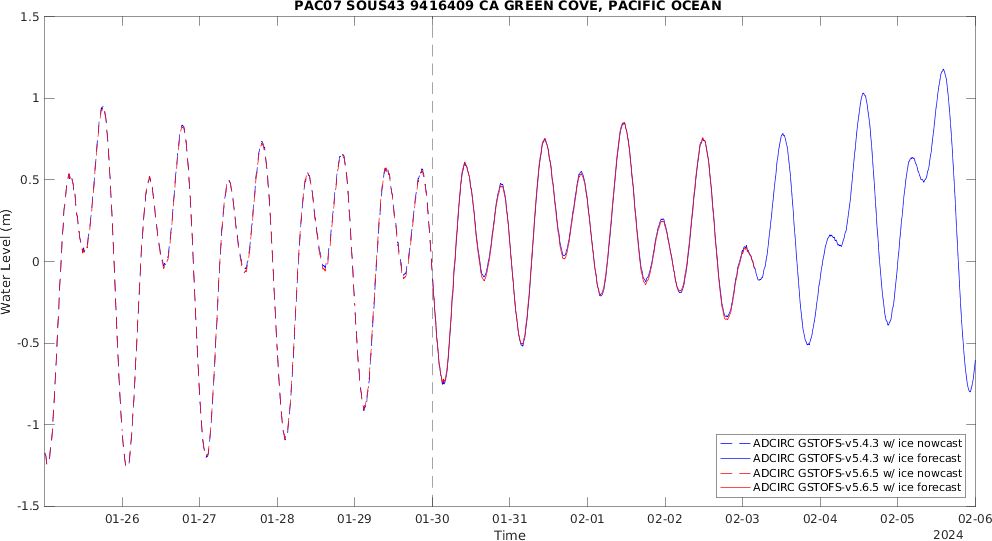 PAC07 SOUS43 9416409 CA GREEN COVE, PACIFIC OCEAN
1.5
1
0.5
0
-0.5
-1
-1.5
Water Level (m)
ADCIRC GSTOFS-v5.4.3 w/ ice nowcast
ADCIRC GSTOFS-v5.4.3 w/ ice forecast
ADCIRC GSTOFS-v5.6.5 w/ ice nowcast
ADCIRC GSTOFS-v5.6.5 w/ ice forecast
01-26 01-27 01-28 01-29 01-30 01-31 02-01 02-02 02-03 02-04 02-05 02-06
Time
2024